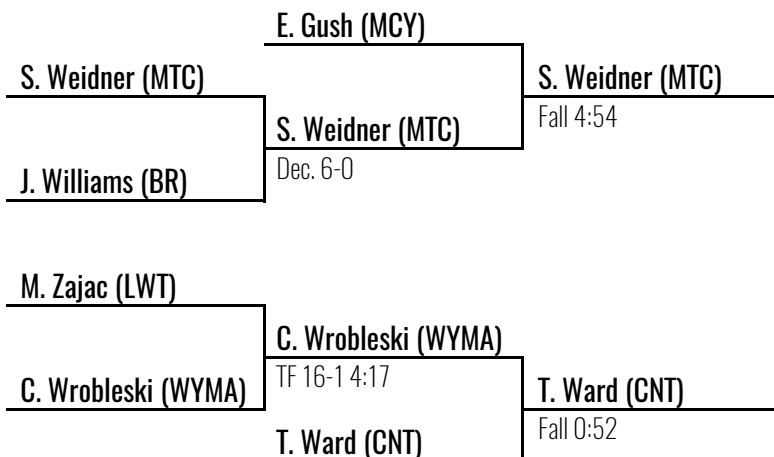 E. Gush (MCY)
S. Weidner (MTC)
S. Weidner (MTC)
Fall 4:54
S. Weidner (MTC)
Dec. 6-0
J. Williams (BR)
M. Zajac (LWT)
C. Wrobleski (WYMA)
TF 16-1 4:17
C. Wrobleski (WYMA)
T. Ward (CNT)
Fall 0:52
T. Ward (CNT)